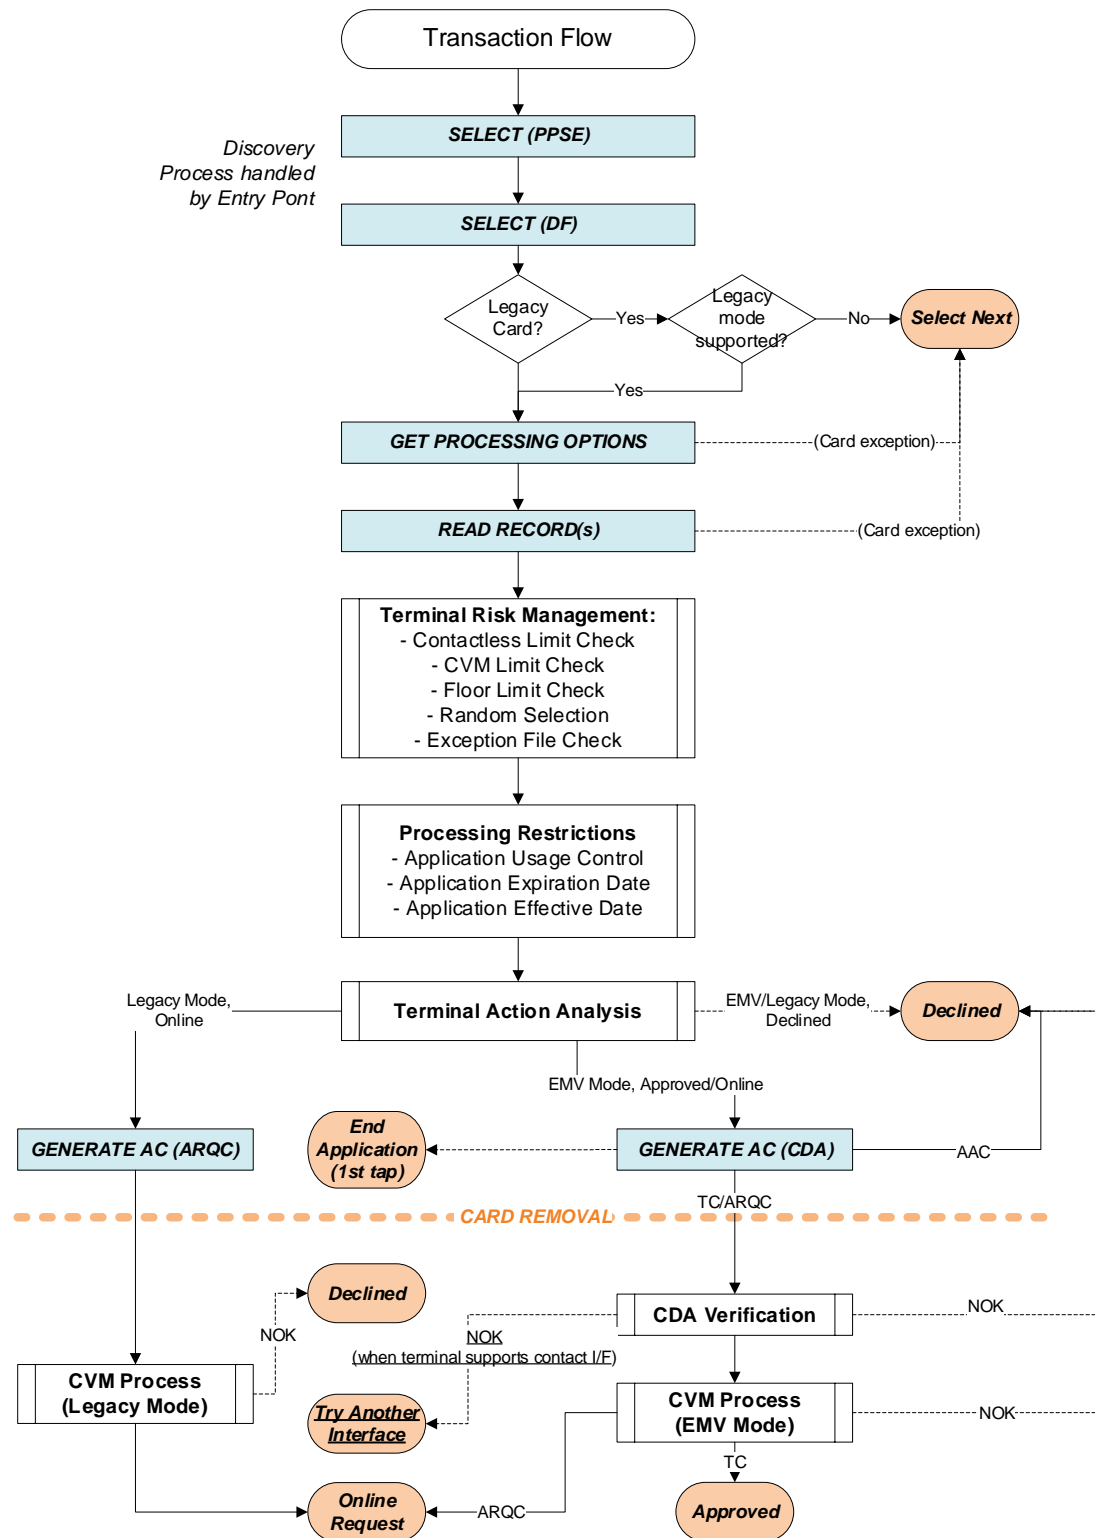 Transaction Flow
SELECT (PPSE)
Discovery
Process handled
by Entry Pont
SELECT (DF)
Legacy
Card?
Yes
Legacy
mode
supported?
No
Select Next
Yes
GET PROCESSING OPTIONS
(Card exception)
READ RECORD(s)
(Card exception)
Terminal Risk Management:
- Contactless Limit Check
- CVM Limit Check
- Floor Limit Check
- Random Selection
- Exception File Check
Processing Restrictions
- Application Usage Control
- Application Expiration Date
- Application Effective Date
Legacy Mode,
Online
Terminal Action Analysis
EMV/Legacy Mode,
Declined
Declined
EMV Mode, Approved/Online
GENERATE AC (ARQC)
End
Application
(1st tap)
GENERATE AC (CDA)
AAC
TC/ARQC
CARD REMOVAL
Declined
CDA Verification
NOK
NOK
NOK
(when terminal supports contact I/F)
CVM Process
(Legacy Mode)
Try Another
Interface
CVM Process
(EMV Mode)
NOK
TC
Online
Request
ARQC
Approved